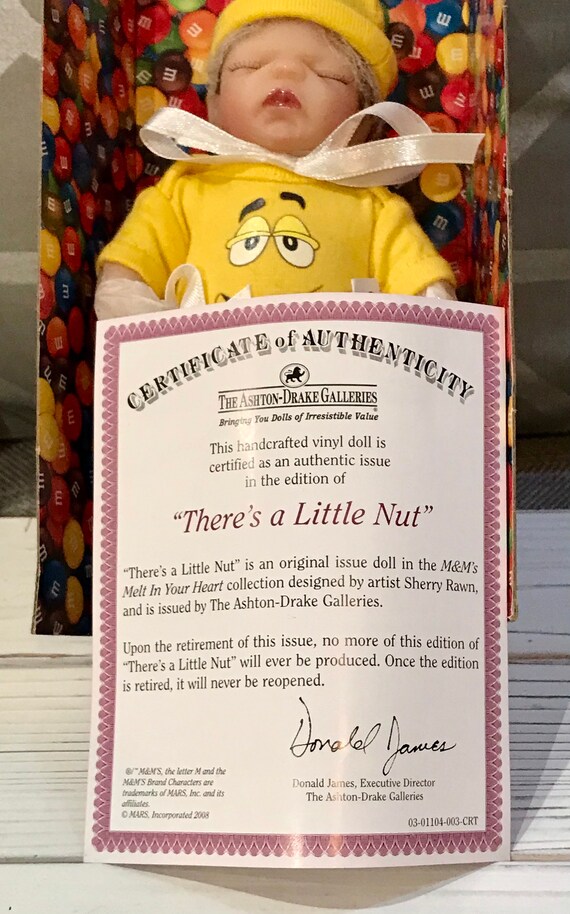 CERTIFICATE of AUTHENTICITY
THE ASHTON-DRAKE GALLERIES
Bringing You Dolls of Irresistible Value
This handcrafted vinyl doll is
certified as an authentic issue
in the edition of
"There's a Little Nut"
"There's a Little Nut" is an original issue doll in the M&M's
Melt In Your Heart collection designed by artist Sherry Rawn,
and is issued by The Ashton-Drake Galleries.
Upon the retirement of this issue, no more of this edition of
"There's a Little Nut" will ever be produced. Once the edition
is retired, it will never be reopened.
Donald James
®/™ M&M'S, the letter M and the
M&M'S Brand Characters are
trademarks of MARS, Inc. and its
affiliates.
© MARS, Incorporated 2008
Donald James, Executive Director
The Ashton-Drake Galleries
03-01104-003-CRT